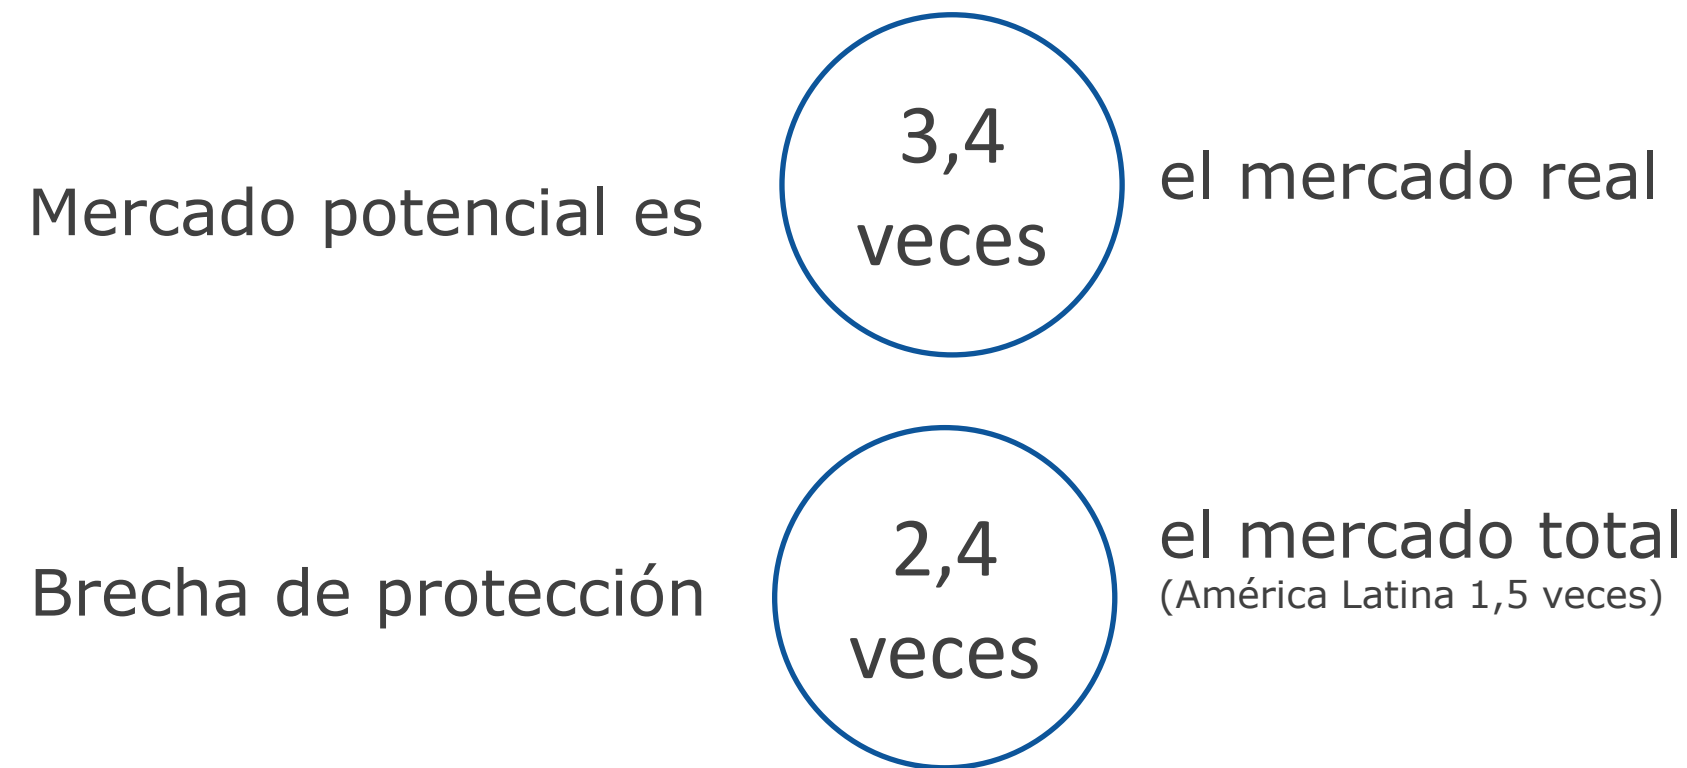 Mercado potencial es
3,4
veces
el mercado real
Brecha de protección
2,4
veces
el mercado total
(América Latina 1,5 veces)